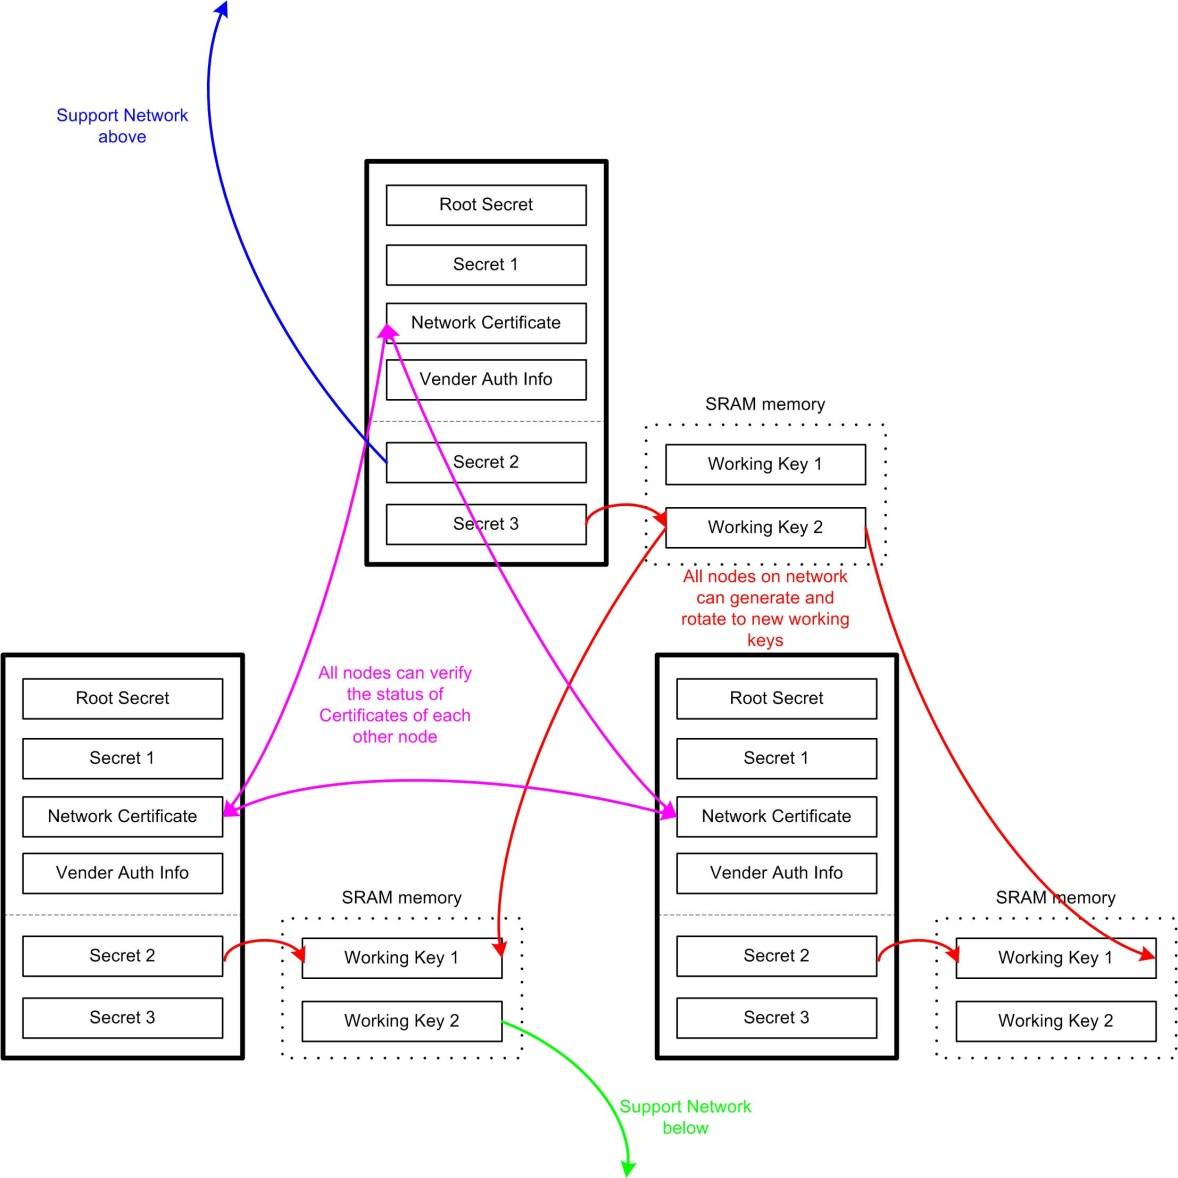 Support Network
above
Root Secret
Secret 1
Network Certificate
Vender Auth Info
Secret 2
Secret 3
SRAM memory
Working Key 1
Working Key 2
All nodes on network
can generate and
rotate to new working
keys
All nodes can verify
the status of
Certificates of each
other node
Root Secret
Secret 1
Network Certificate
Vender Auth Info
Secret 2
Secret 3
SRAM memory
Working Key 1
Working Key 2
Root Secret
Secret 1
Network Certificate
Vender Auth Info
Secret 2
Secret 3
SRAM memory
Working Key 1
Working Key 2
Support Network
below